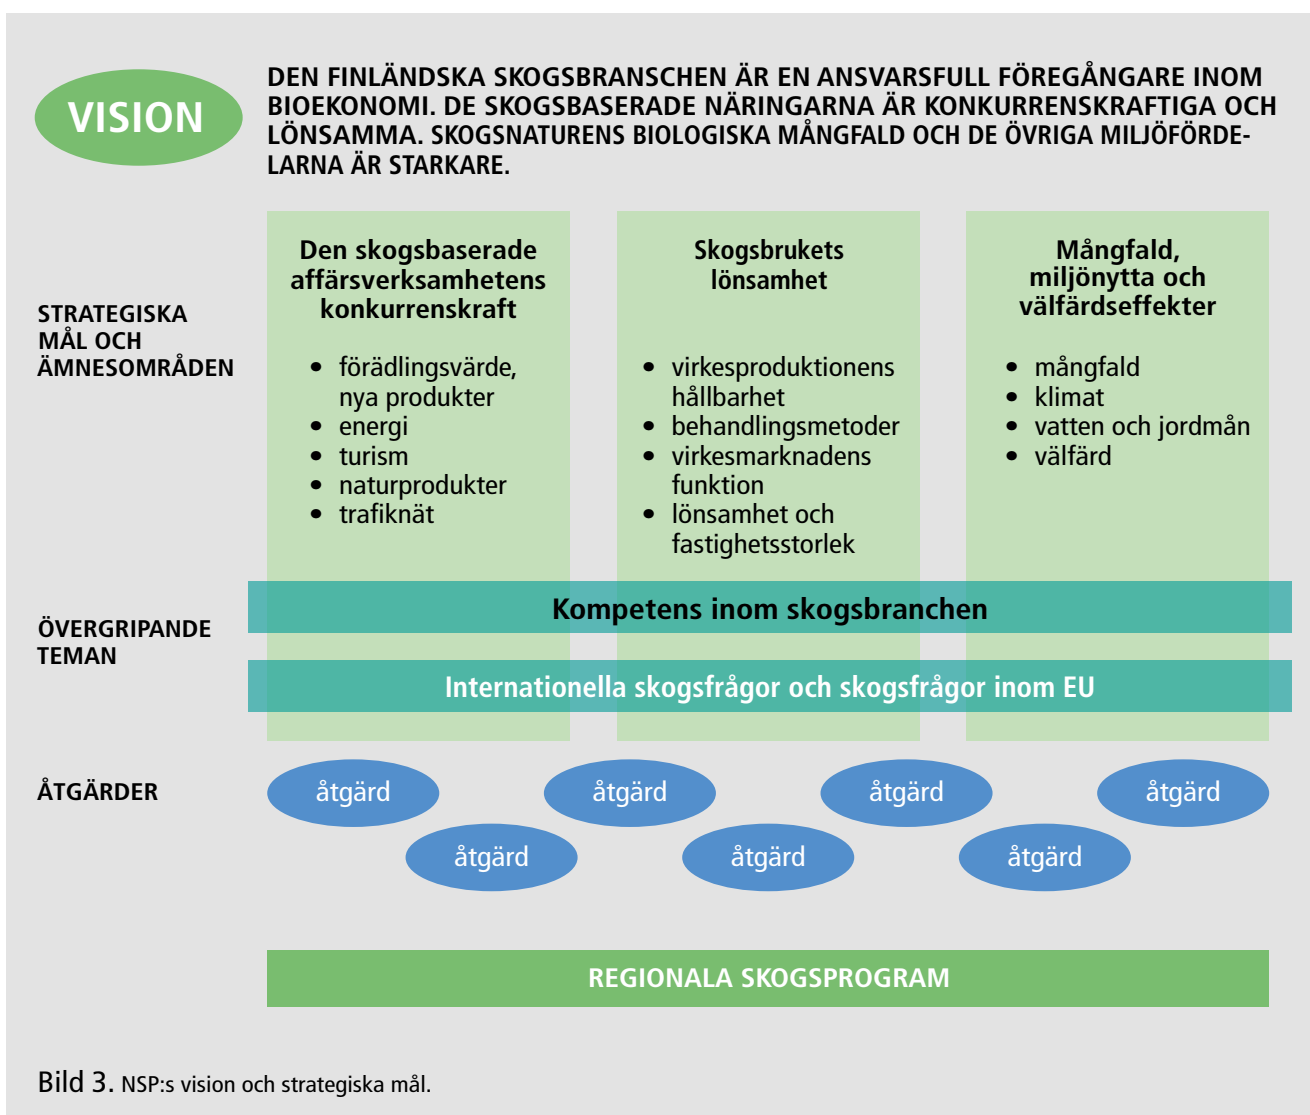 VISION
DEN FINLÄNDSKA SKOGSBRANSCHEN ÄR EN ANSVARSFULL FÖREGÅNGARE INOM
BIOEKONOMI. DE SKOGSBASERADE NÄRINGARNA ÄR KONKURRENSKRAFTIGA OCH
LÖNSAMMA. SKOGSNATURENS BIOLOGISKA MÅNGFALD OCH DE ÖVRIGA MILJÖFÖRDE-
LARNA ÄR STARKARE.
STRATEGISKA
MÅL OCH
ÄMNESOMRÅDEN
Den skogsbaserade
affärsverksamhetens
konkurrenskraft
• förädlingsvärde,
nya produkter
• energi
• turism
• naturprodukter
• trafiknät
Skogsbrukets
lönsamhet
• virkesproduktionens
hållbarhet
• behandlingsmetoder
• virkesmarknadens
funktion
• lönsamhet och
fastighetsstorlek
Mångfald,
miljönytta och
välfärdseffekter
• mångfald
• klimat
• vatten och jordmån
• välfärd
ÖVERGRIPANDE
TEMAN
Kompetens inom skogsbranchen
Internationella skogsfrågor och skogsfrågor inom EU
ÅTGÄRDER
åtgärd åtgärd åtgärd åtgärd
åtgärd åtgärd åtgärd
REGIONALA SKOGSPROGRAM
Bild 3. NSP:s vision och strategiska mål.